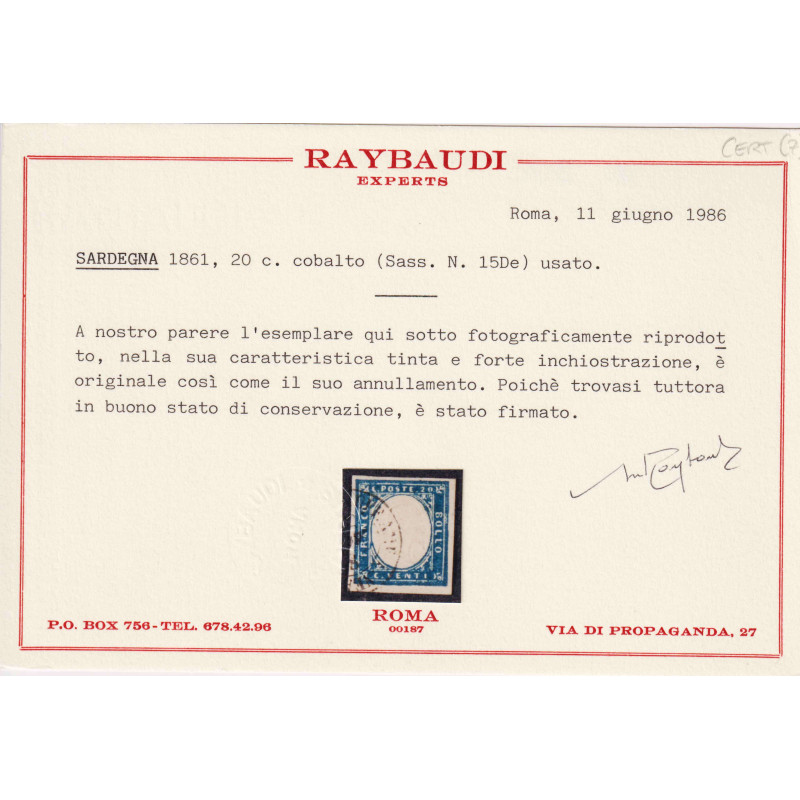 CERT (7
RAYBAUDI
EXPERTS
Roma, 11 giugno 1986
SARDEGNA 1861, 20 c. cobalto (Sass. N. 15De) usato.
A nostro parere l'esemplare qui sotto fotograficamente riprodot
to, nella sua caratteristica tinta e forte inchiostrazione, è
originale così come il suo annullamento. Poichè trovasi tuttora
in buono stato di conservazione, è stato firmato.
C. POSTE 20
FRANCO
BOLLO
C. VENTI
ROMA
00187
P.O. BOX 756-TEL. 678.42.96
VIA DI PROPAGANDA, 27